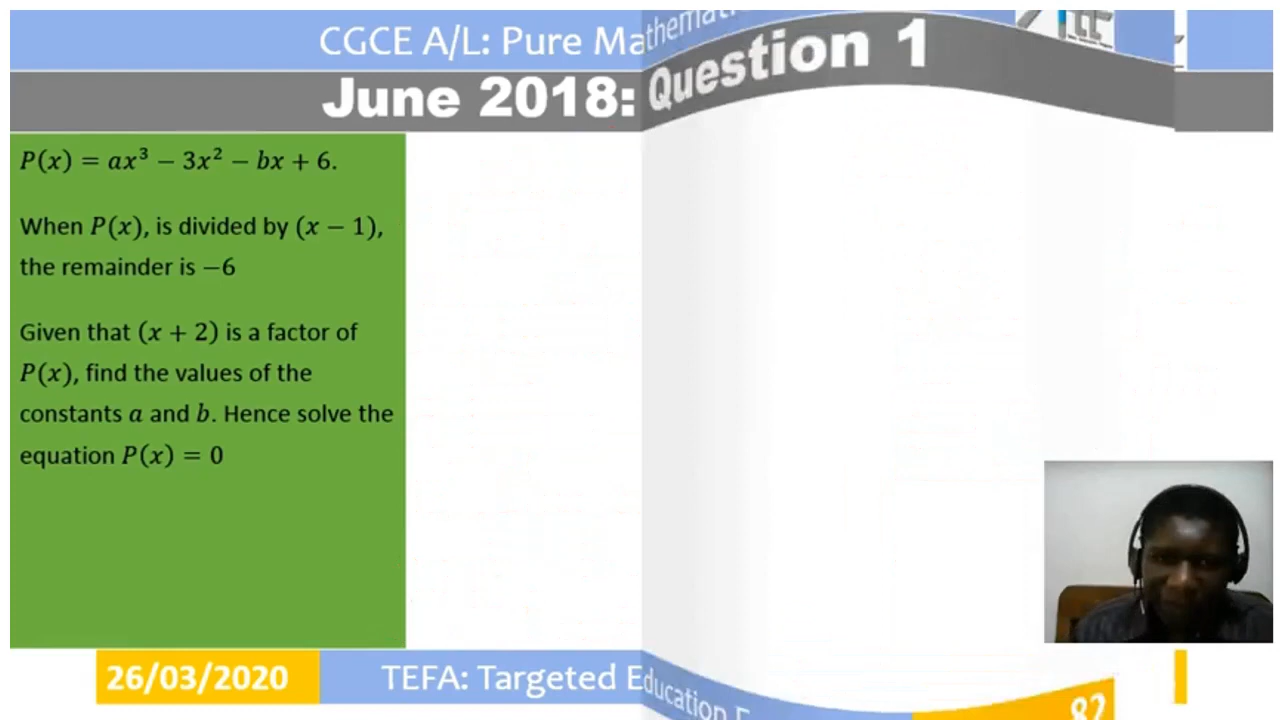 CGCE A/L: Pure Mathemati
June 2018: Question 1
P(x) = ax³ − 3x² − bx + 6.
When P(x), is divided by (x − 1),
the remainder is −6
Given that (x + 2) is a factor of
P(x), find the values of the
constants a and b. Hence solve the
equation P(x) = 0
26/03/2020
TEFA: Targeted Education F
82